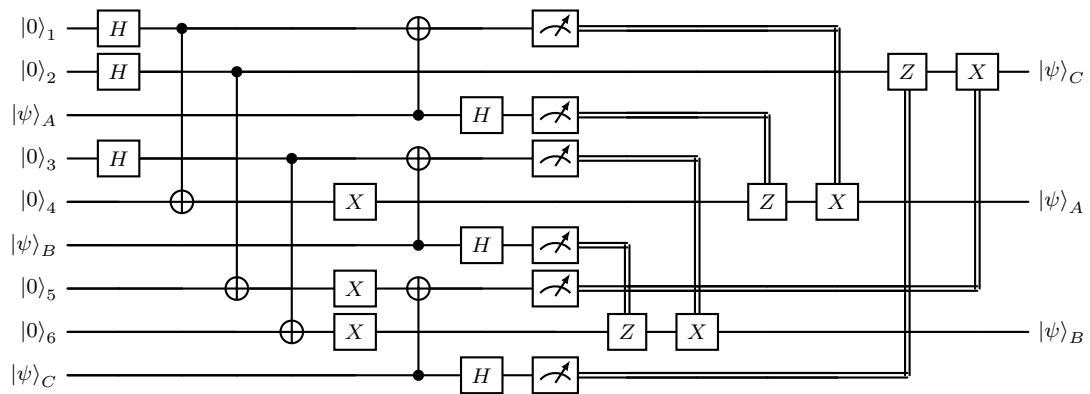 |0⟩₁ H
|0⟩₂ H Z X |ψ⟩_C
|ψ⟩_A H
|0⟩₃ H
|0⟩₄ X Z X |ψ⟩_A
|ψ⟩_B H
|0⟩₅ X
|0⟩₆ X Z X |ψ⟩_B
|ψ⟩_C H